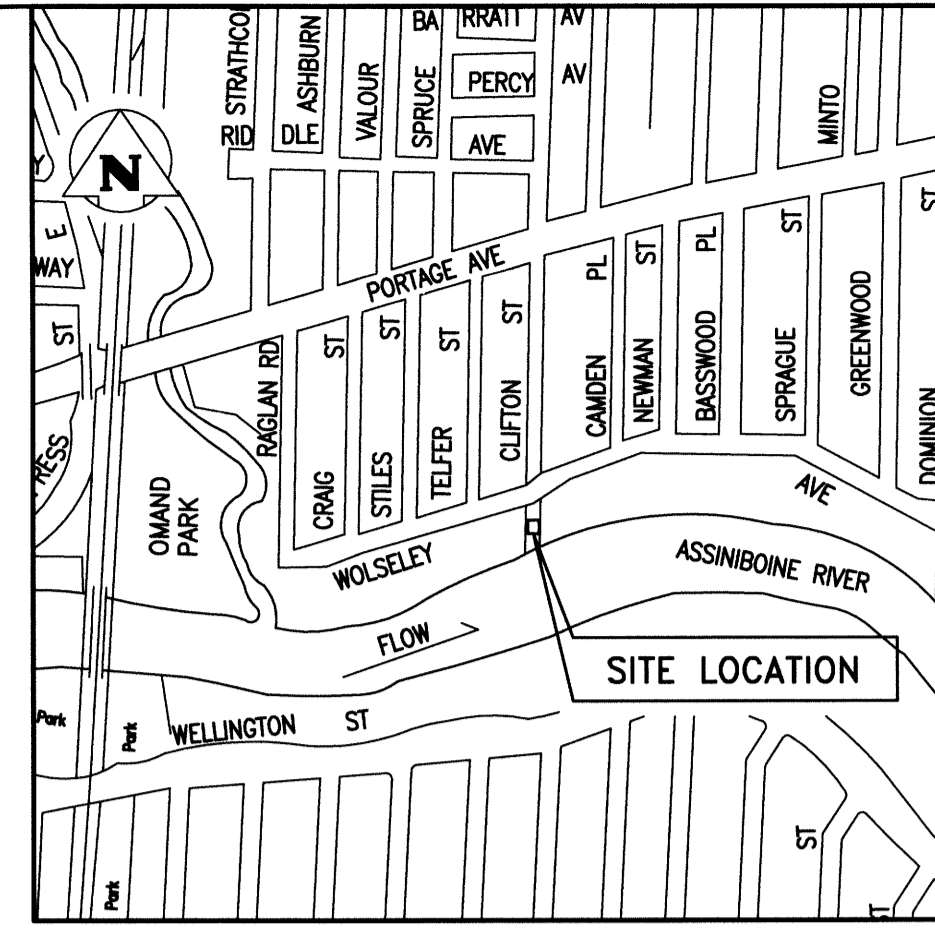 STRATHCO
ASHBURN
VALOUR
SPRUCE
BA RRATT AV
PERCY AV
AVE
RID DLE
MINTO
N
E
WAY
ST
PORTAGE AVE
RAGLAN RD
CRAIG ST
STILES ST
TELFER ST
CLIFTON ST
CAMDEN PL
NEWMAN ST
BASSWOOD PL
SPRAGUE ST
GREENWOOD
DOMINION ST
RESS
OMAND
PARK
WOLSELEY AVE
ASSINIBOINE RIVER
FLOW
SITE LOCATION
WELLINGTON ST
Park
Park
Park
ST
ST